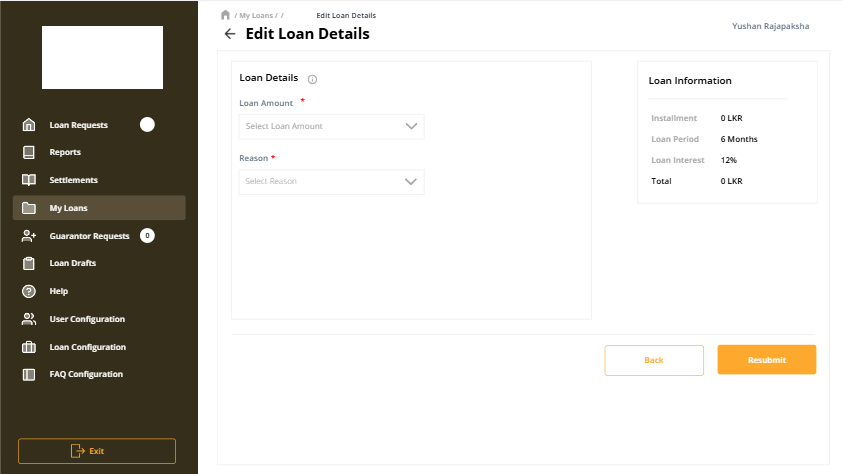 / My Loans / /
Edit Loan Details
Yushan Rajapaksha
Edit Loan Details
Loan Requests
Reports
Settlements
My Loans
Guarantor Requests 0
Loan Drafts
Help
User Configuration
Loan Configuration
FAQ Configuration
Exit
Loan Details
Loan Amount *
Select Loan Amount
Reason *
Select Reason
Loan Information
Installment 0 LKR
Loan Period 6 Months
Loan Interest 12%
Total 0 LKR
Back
Resubmit